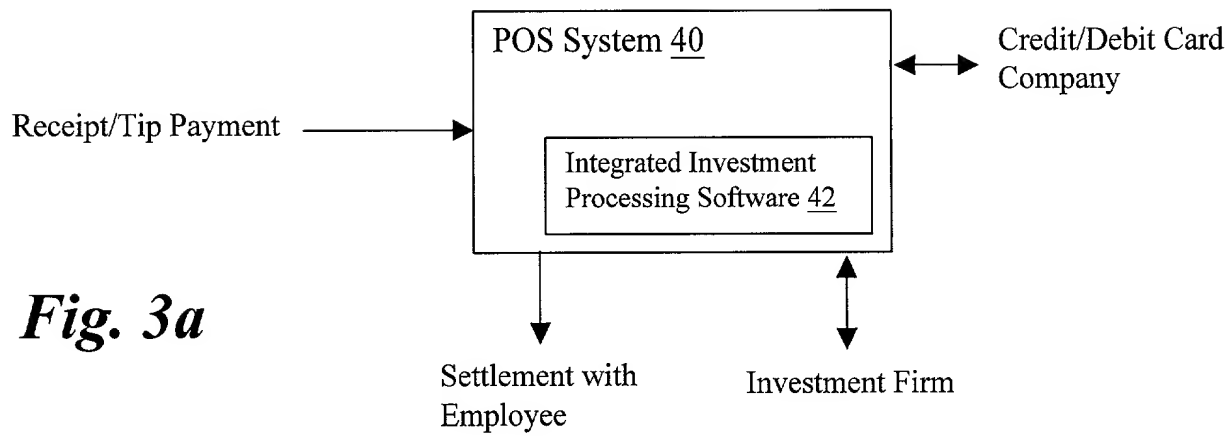 POS System 40
Credit/Debit Card
Company
Receipt/Tip Payment
Integrated Investment
Processing Software 42
Fig. 3a
Settlement with
Employee
Investment Firm